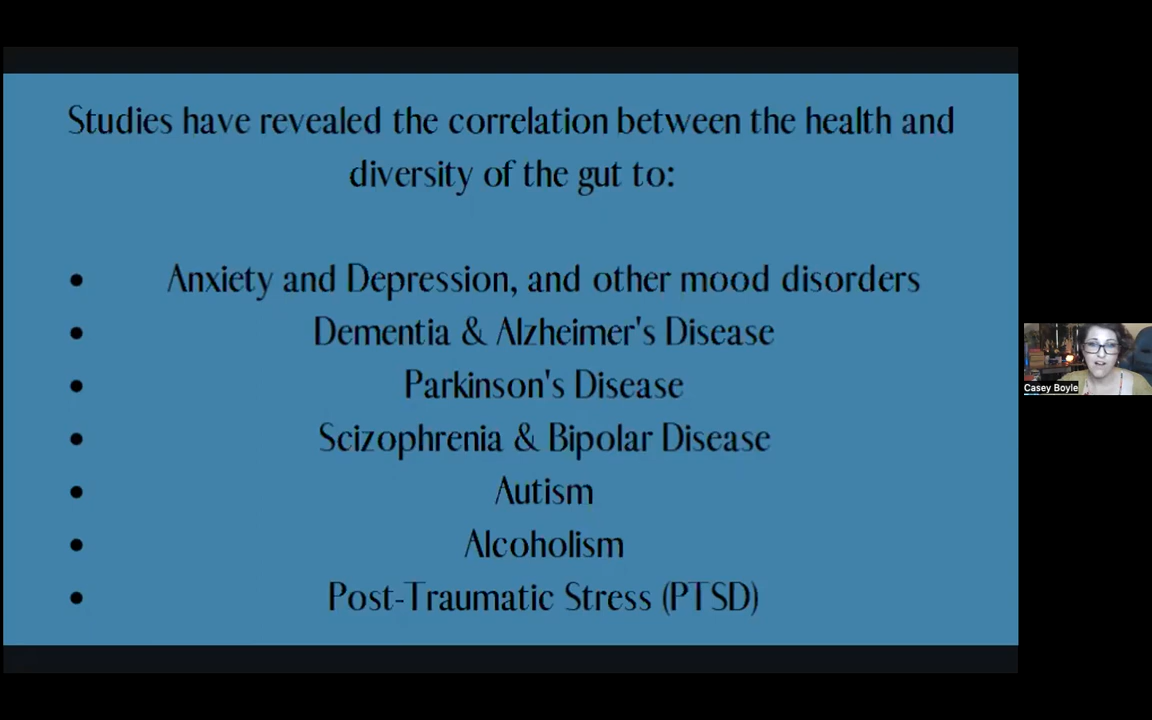 Studies have revealed the correlation between the health and
diversity of the gut to:
• Anxiety and Depression, and other mood disorders
• Dementia & Alzheimer's Disease
• Parkinson's Disease
• Scizophrenia & Bipolar Disease
• Autism
• Alcoholism
• Post-Traumatic Stress (PTSD)
Casey Boyle